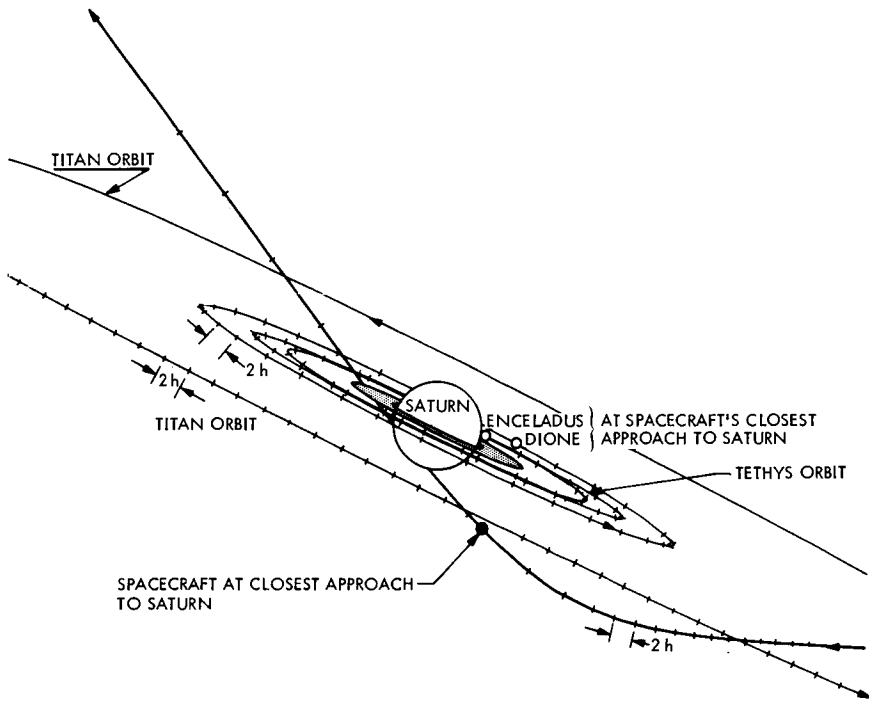 TITAN ORBIT
2 h
2 h
TITAN ORBIT
SATURN
ENCELADUS } AT SPACECRAFT'S CLOSEST
DIONE } APPROACH TO SATURN
TETHYS ORBIT
SPACECRAFT AT CLOSEST APPROACH
TO SATURN
2 h